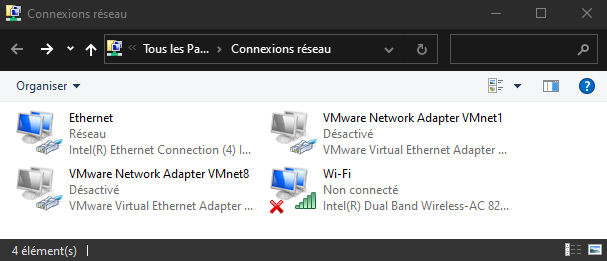 Connexions réseau
Tous les Pa... Connexions réseau
Organiser
Ethernet
Réseau
Intel(R) Ethernet Connection (4) I...
VMware Network Adapter VMnet1
Désactivé
VMware Virtual Ethernet Adapter ...
VMware Network Adapter VMnet8
Désactivé
VMware Virtual Ethernet Adapter ...
Wi-Fi
Non connecté
Intel(R) Dual Band Wireless-AC 82...
4 élément(s)